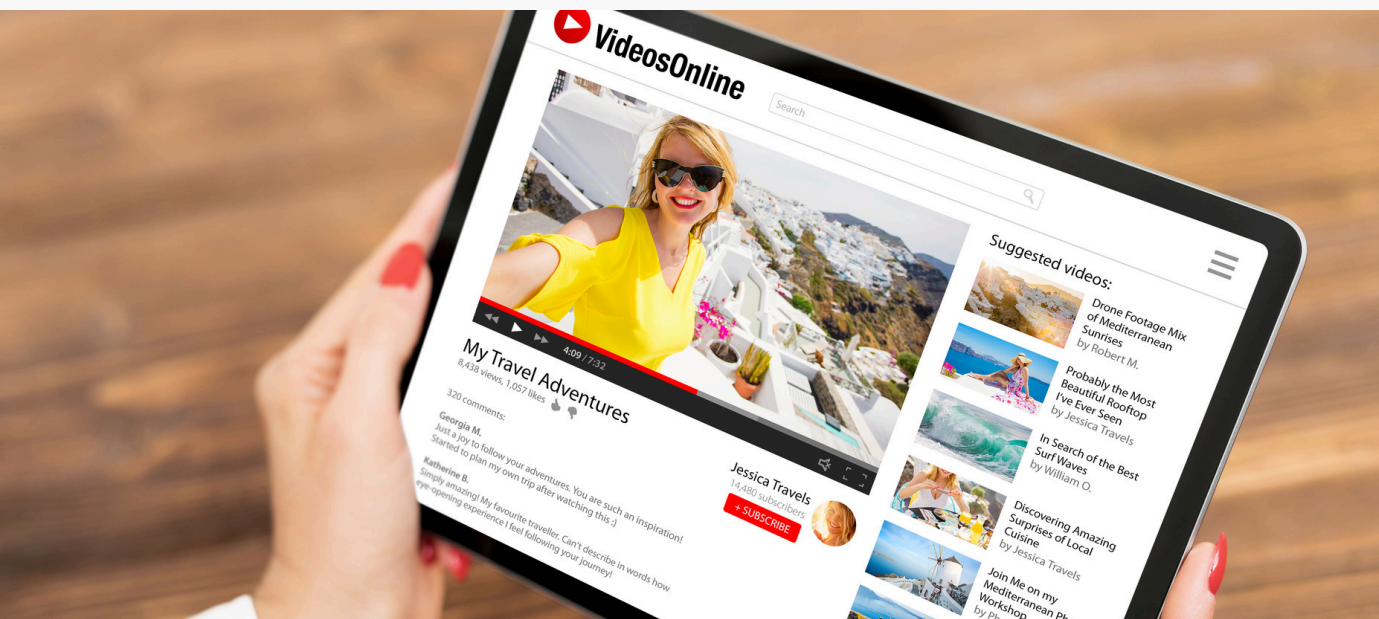 VideosOnline
Search
4:09 / 7:32
My Travel Adventures
8,438 views, 1,057 likes
320 comments:
Georgia M.
Just a joy to follow your adventures. You are such an inspiration!
Started to plan my own trip after watching this :)
Katherine B.
Simply amazing! My favourite traveller. Can't describe in words how
eye-opening experience I feel following your journey!
Jessica Travels
14,480 subscribers
+ SUBSCRIBE
Suggested videos:
Drone Footage Mix
of Mediterranean
Sunrises
by Robert M.
Probably the Most
Beautiful Rooftop
I've Ever Seen
by Jessica Travels
In Search of the Best
Surf Waves
by William O.
Discovering Amazing
Surprises of Local
Cuisine
by Jessica Travels
Join Me on my
Mediterranean
Workshop
by